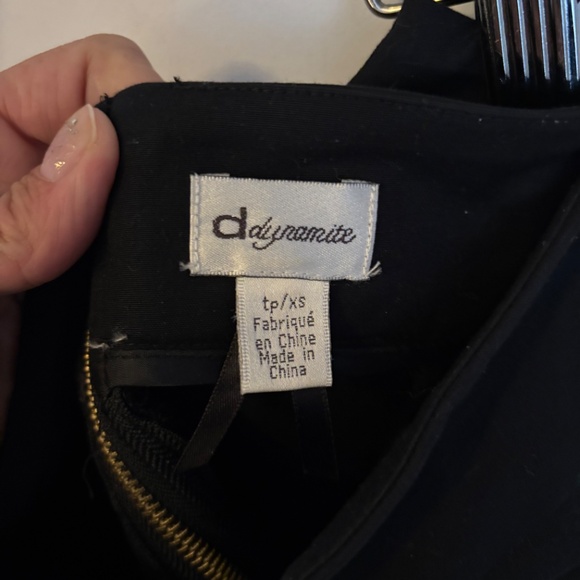 d dynamite
tp/xs
Fabriqué
en Chine
Made in
China